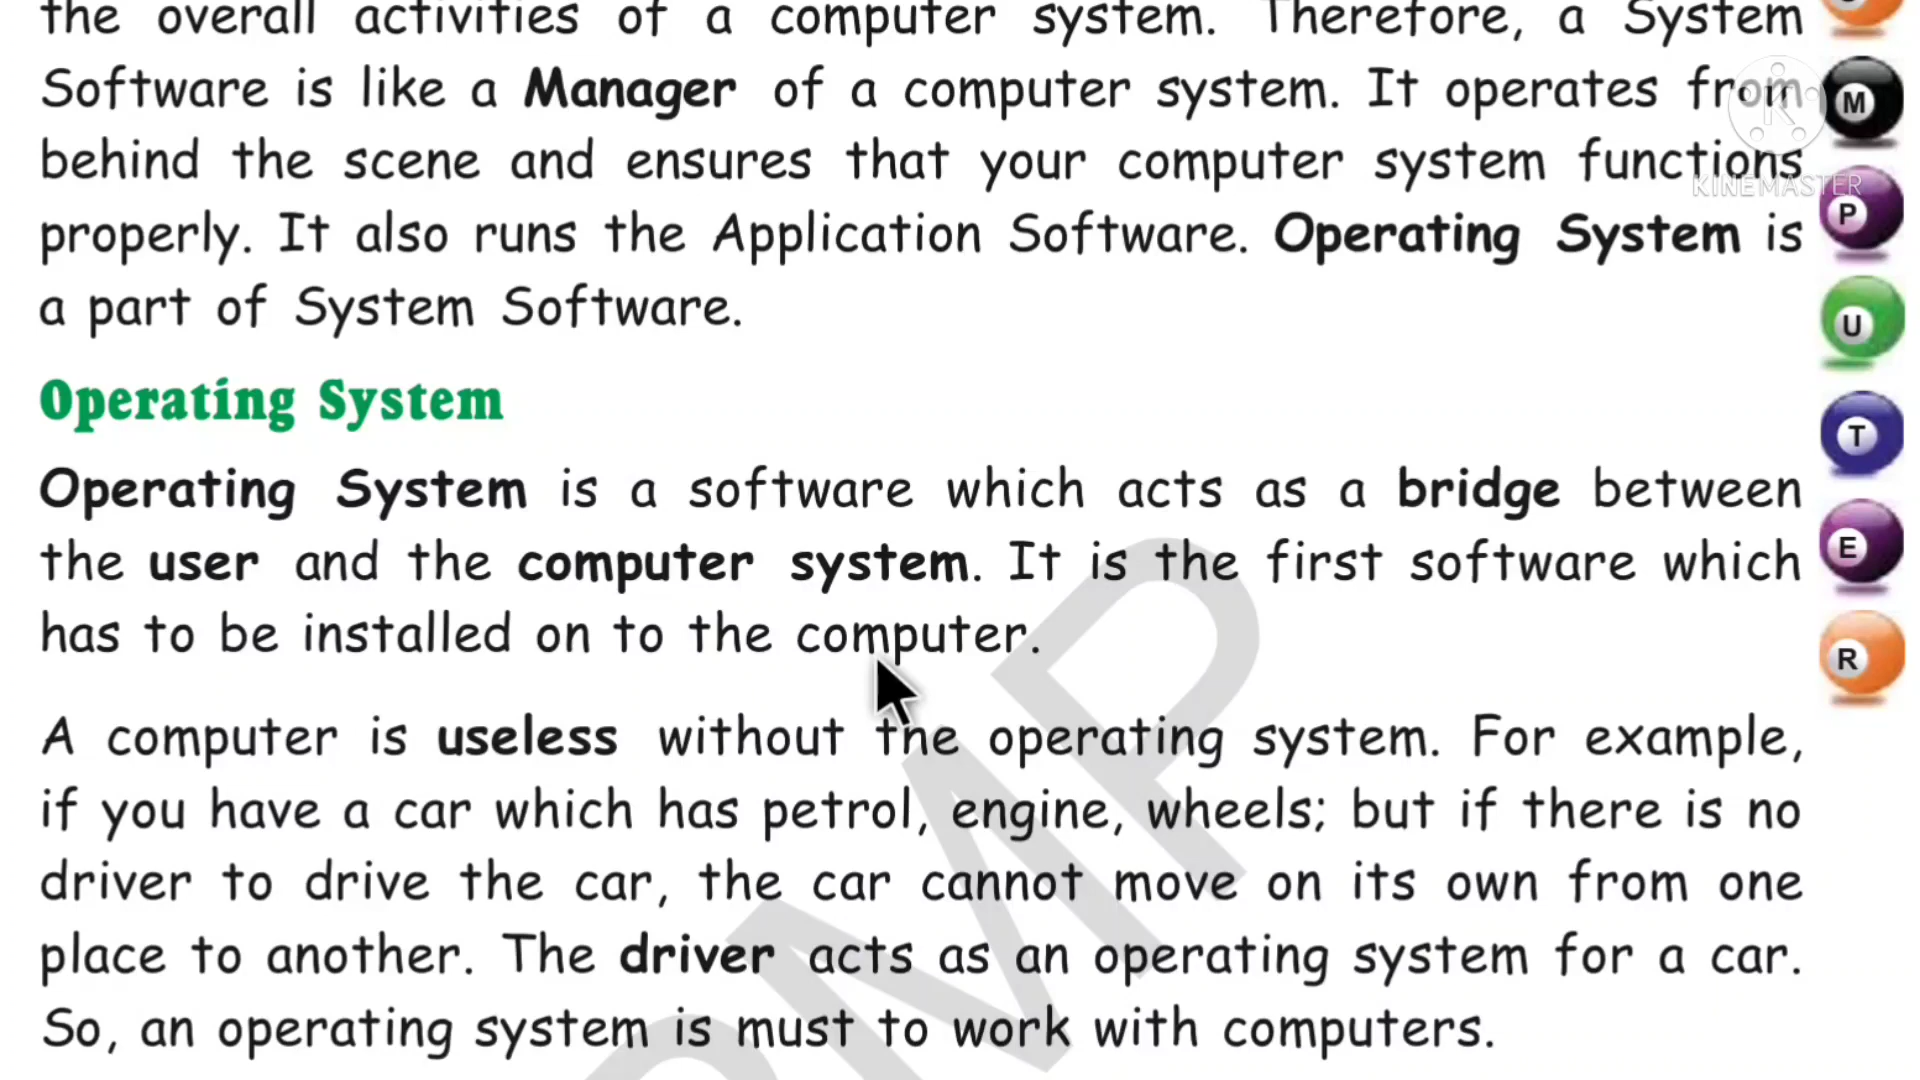 the overall activities of a computer system. Therefore, a System
Software is like a Manager of a computer system. It operates from
behind the scene and ensures that your computer system functions
properly. It also runs the Application Software. Operating System is
a part of System Software.
Operating System
Operating System is a software which acts as a bridge between
the user and the computer system. It is the first software which
has to be installed on to the computer.
A computer is useless without the operating system. For example,
if you have a car which has petrol, engine, wheels; but if there is no
driver to drive the car, the car cannot move on its own from one
place to another. The driver acts as an operating system for a car.
So, an operating system is must to work with computers.
M
P
U
T
E
R
K
KINEMASTER
MP